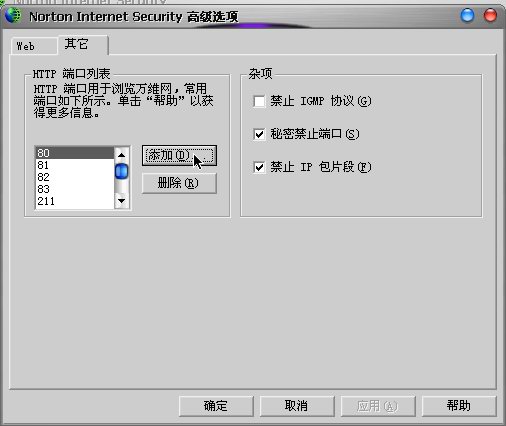 Norton Internet Security 高级选项
Web
其它
HTTP 端口列表
HTTP 端口用于浏览万维网，常用
端口如下所示。单击“帮助”以获
得更多信息。
80
81
82
83
211
添加(D)...
删除(R)
杂项
禁止 IGMP 协议(G)
秘密禁止端口(S)
禁止 IP 包片段(F)
确定
取消
应用(A)
帮助